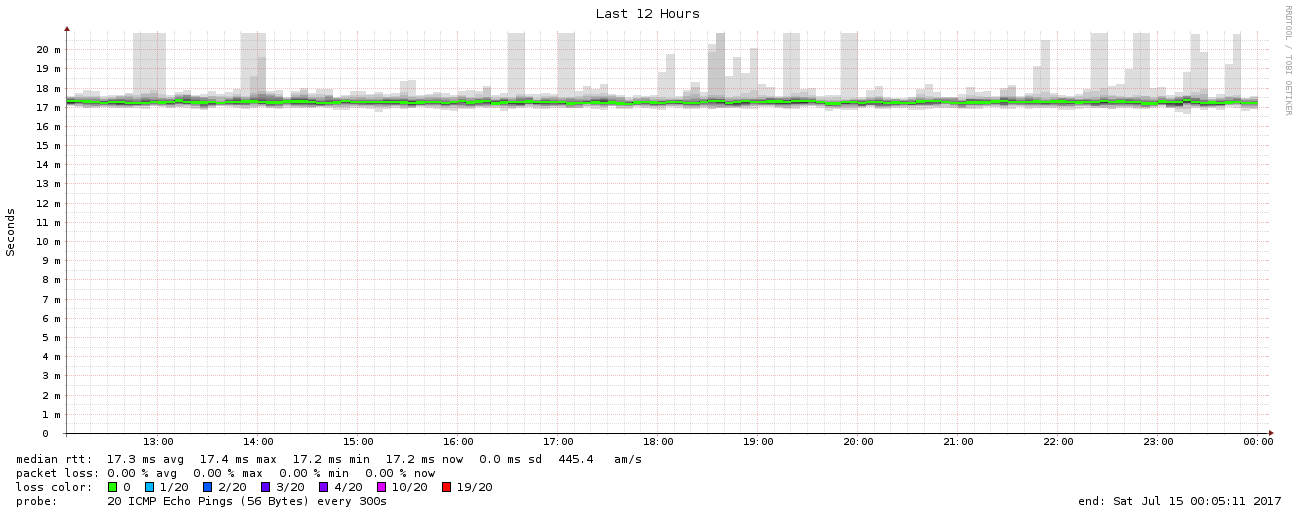 Last 12 Hours
RRDTOOL / TOBI OETIKER
Seconds
20 m
19 m
18 m
17 m
16 m
15 m
14 m
13 m
12 m
11 m
10 m
9 m
8 m
7 m
6 m
5 m
4 m
3 m
2 m
1 m
0
13:00 14:00 15:00 16:00 17:00 18:00 19:00 20:00 21:00 22:00 23:00 00:00
median rtt: 17.3 ms avg 17.4 ms max 17.2 ms min 17.2 ms now 0.0 ms sd 445.4 am/s
packet loss: 0.00 % avg 0.00 % max 0.00 % min 0.00 % now
loss color: 0 1/20 2/20 3/20 4/20 10/20 19/20
probe: 20 ICMP Echo Pings (56 Bytes) every 300s end: Sat Jul 15 00:05:11 2017